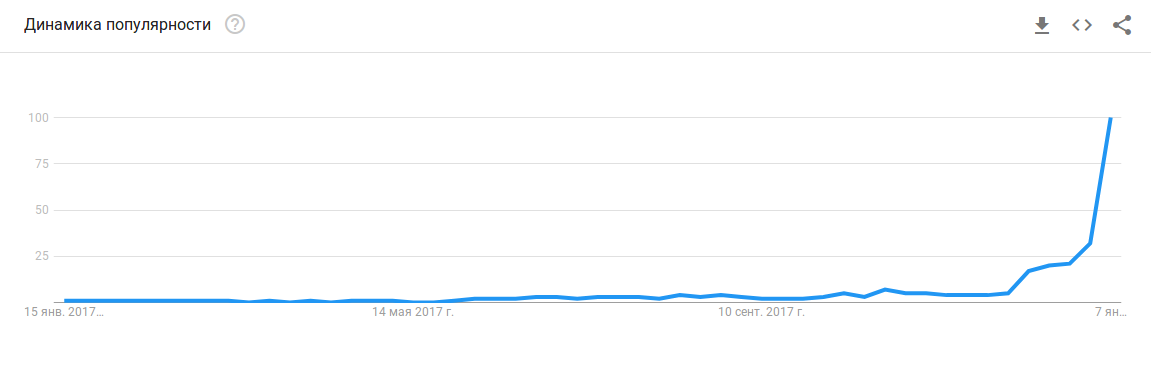 Динамика популярности ?
100
75
50
25
15 янв. 2017…
14 мая 2017 г.
10 сент. 2017 г.
7 ян…